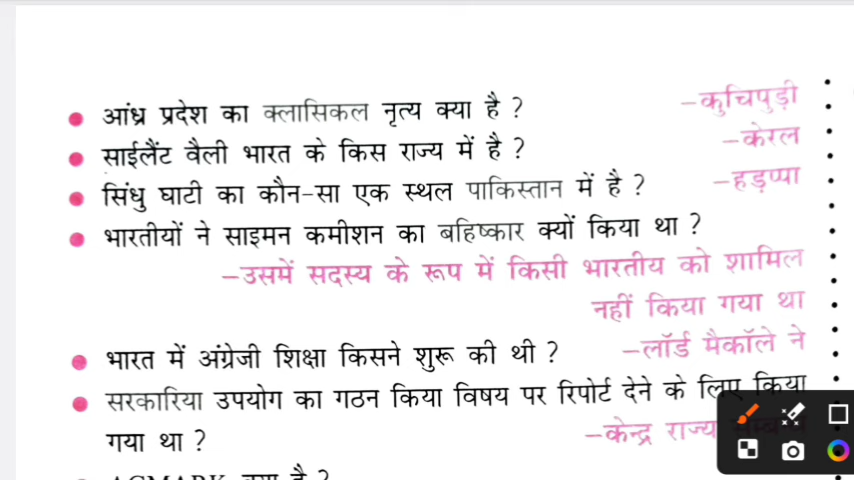 आंध्र प्रदेश का क्लासिकल नृत्य क्या है ? –कुचिपुड़ी
साईलैंट वैली भारत के किस राज्य में है ? –केरल
सिंधु घाटी का कौन-सा एक स्थल पाकिस्तान में है ? –हड़प्पा
भारतीयों ने साइमन कमीशन का बहिष्कार क्यों किया था ?
–उसमें सदस्य के रूप में किसी भारतीय को शामिल
नहीं किया गया था
भारत में अंग्रेजी शिक्षा किसने शुरू की थी ? –लॉर्ड मैकॉले ने
सरकारिया उपयोग का गठन किया विषय पर रिपोर्ट देने के लिए किया
गया था ? –केन्द्र राज्य
AGMARK क्या है ?